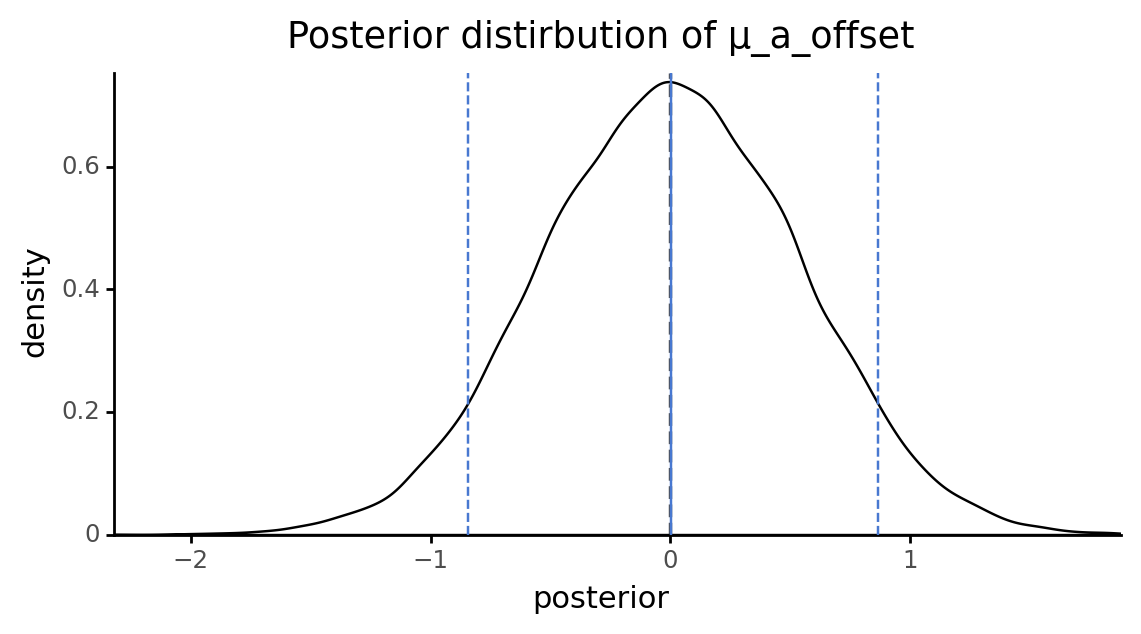 Posterior distirbution of μ_a_offset
density
0.6
0.4
0.2
0
−2
−1
0
1
posterior